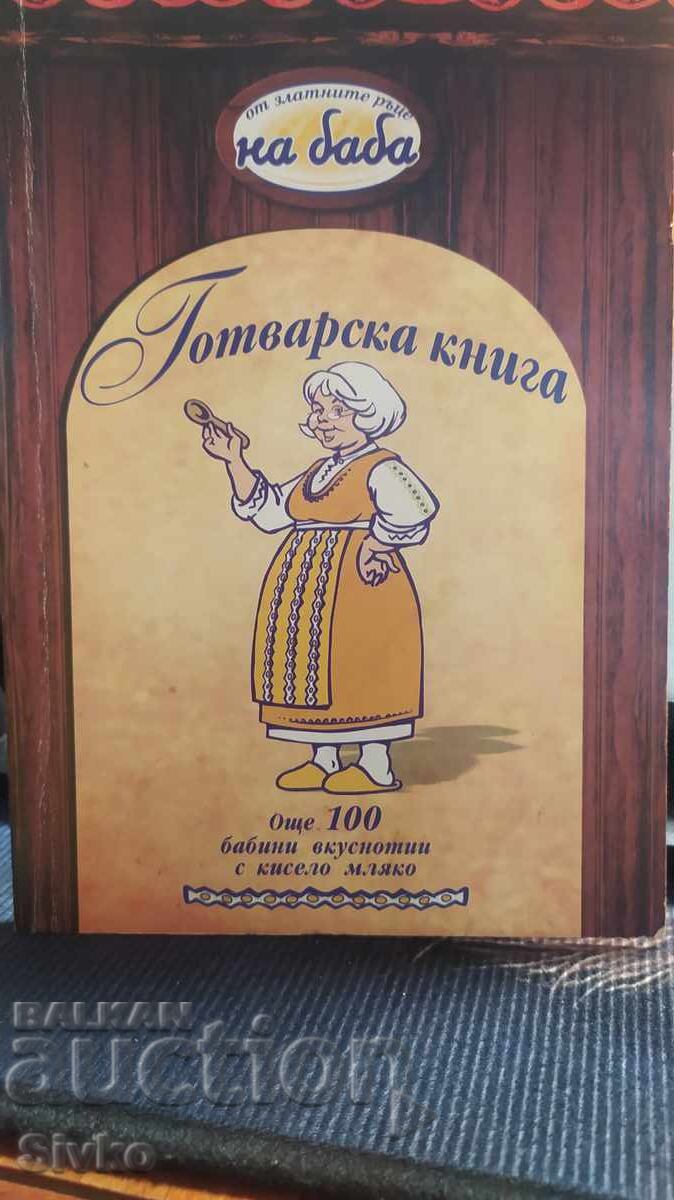 от златните ръце
на баба
Готварска книга
Още 100
бабини вкуснотии
с кисело мляко
BALKAN
auction
Sivko